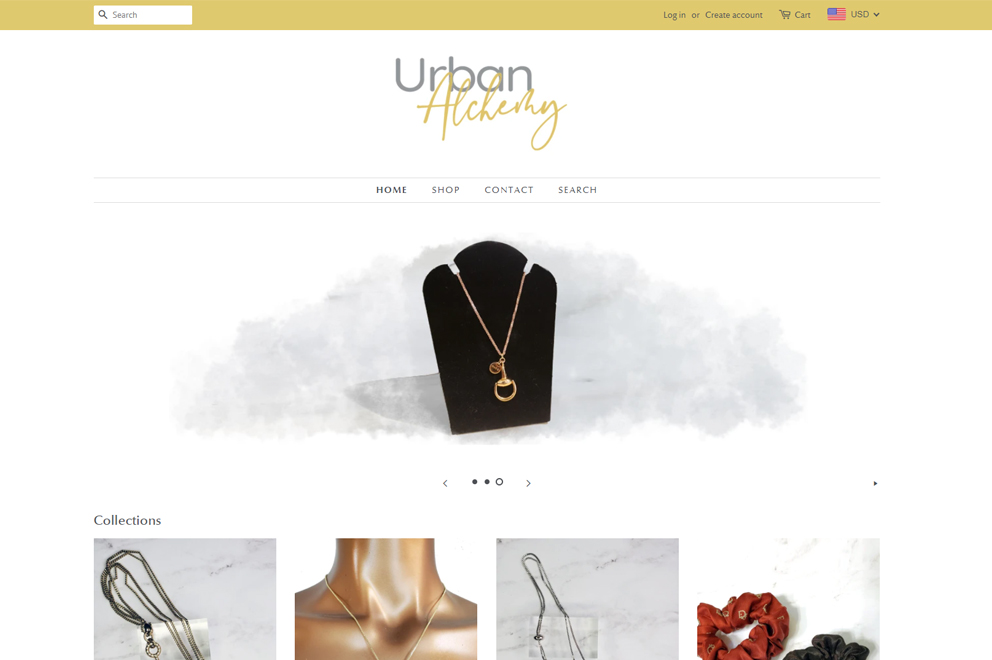 Search
Log in or Create account Cart USD
Urban
Alchemy
HOME SHOP CONTACT SEARCH
Collections